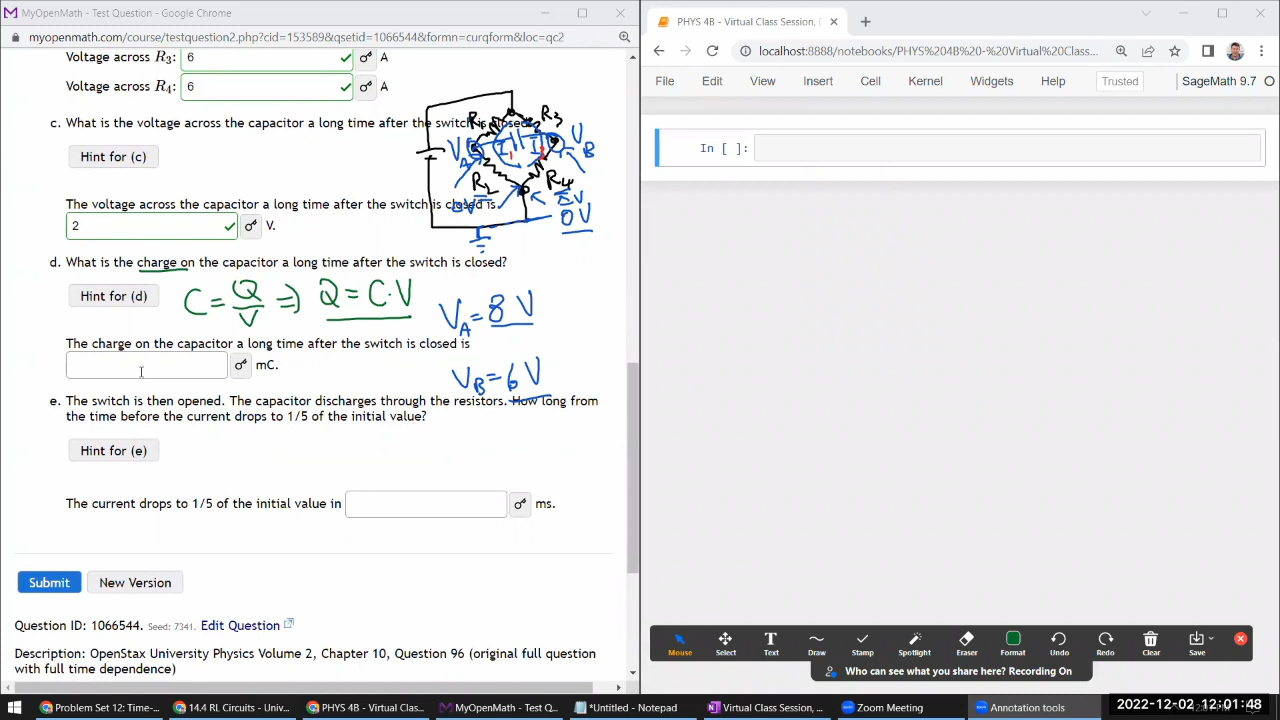 MyOpenMath - Test Question - Google Chrome
myopenmath.com/course/testquestion2.php?cid=153589&qsetid=1066544&formn=curqform&loc=qc2
Voltage across R₃: 6 A
Voltage across R₄: 6 A
c. What is the voltage across the capacitor a long time after the switch is closed?
Hint for (c)
The voltage across the capacitor a long time after the switch is closed is
2 V.
R R3
VA VB
R2 R4
0V
d. What is the charge on the capacitor a long time after the switch is closed?
Hint for (d)
C = Q/V => Q = C·V
VA = 8 V
The charge on the capacitor a long time after the switch is closed is
mC.
VB = 6 V
e. The switch is then opened. The capacitor discharges through the resistors. How long from
the time before the current drops to 1/5 of the initial value?
Hint for (e)
The current drops to 1/5 of the initial value in ms.
Submit New Version
Question ID: 1066544. Seed: 7341. Edit Question
Description: OpenStax University Physics Volume 2, Chapter 10, Question 96 (original full question
with full time dependence)
PHYS 4B - Virtual Class Session, (
localhost:8888/notebooks/PHYS%204B%20-%20Virtual%20Clas...
File Edit View Insert Cell Kernel Widgets Help Trusted SageMath 9.7
In [ ]:
Mouse Select Text Draw Stamp Spotlight Eraser Format Undo Redo Clear Save
Who can see what you share here? Recording On
Problem Set 12: Time-... 14.4 RL Circuits - Univ... PHYS 4B - Virtual Clas... MyOpenMath - Test Q... *Untitled - Notepad Virtual Class Session, ... Zoom Meeting Annotation tools
2022-12-02 12:01:48